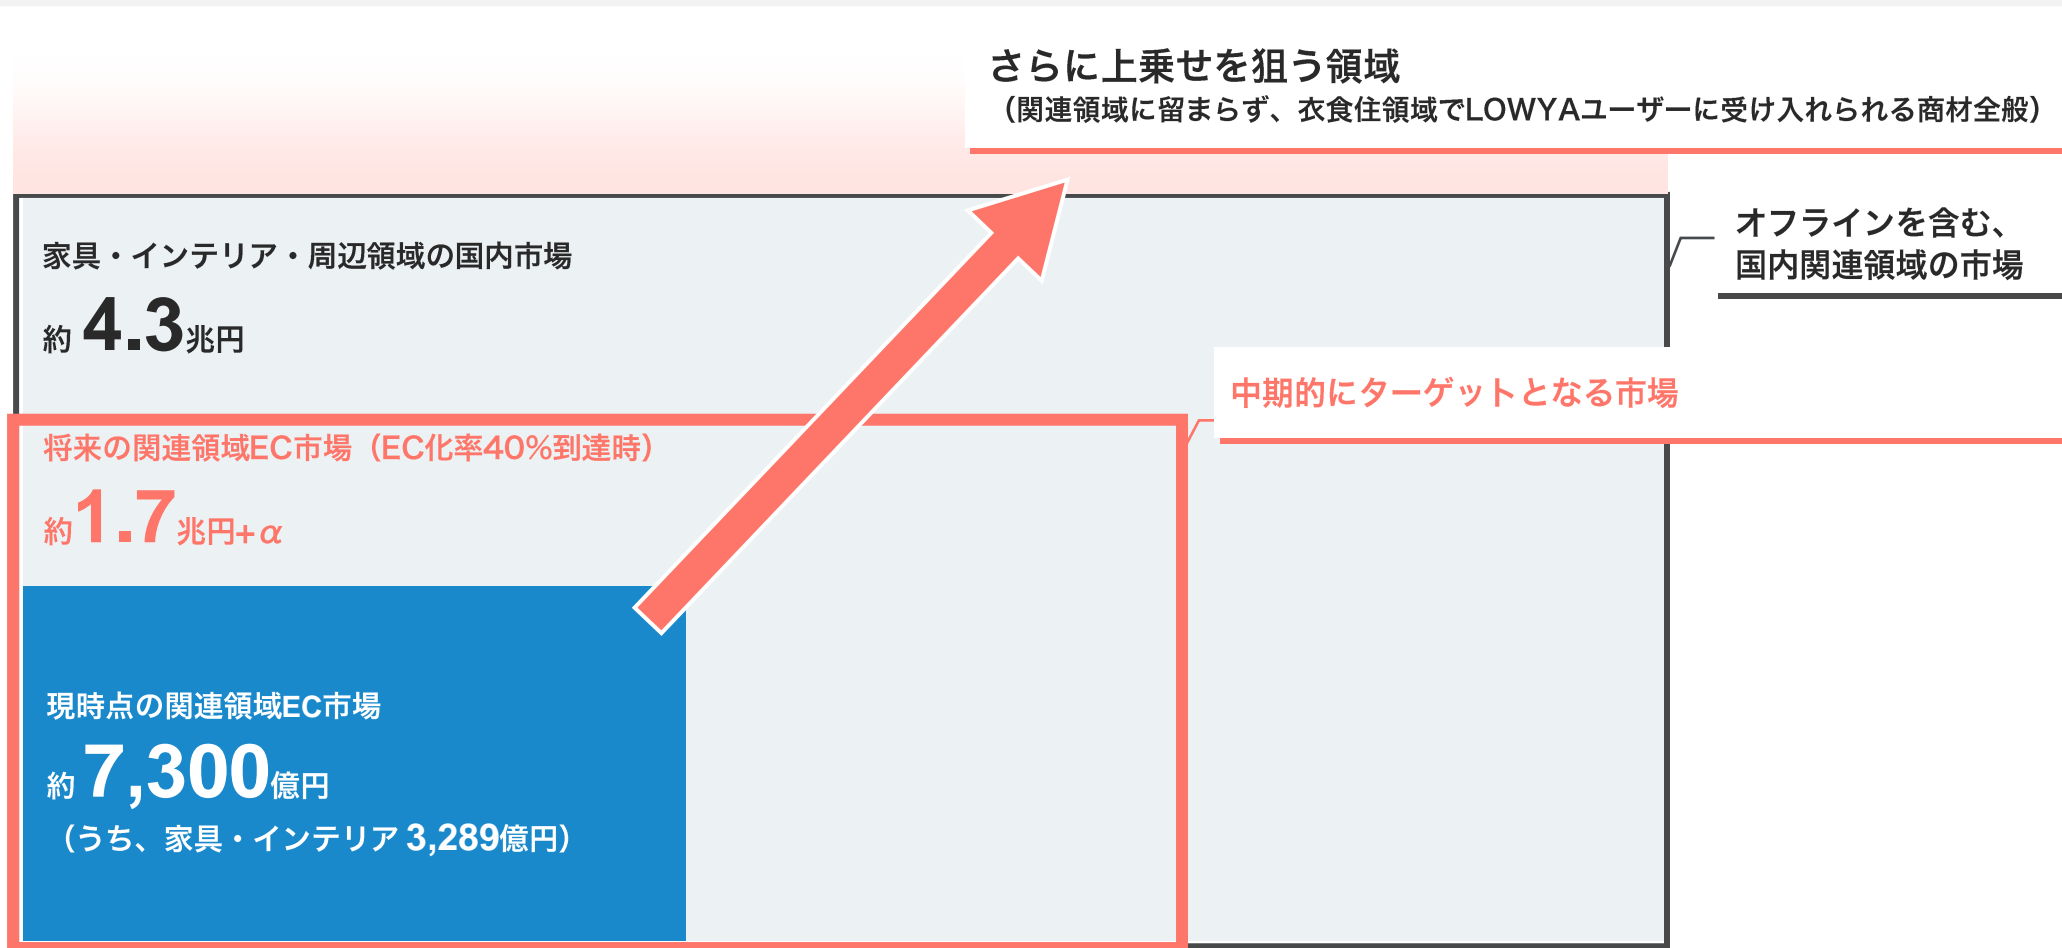 さらに上乗せを狙う領域
（関連領域に留まらず、衣食住領域でLOWYAユーザーに受け入れられる商材全般）
オフラインを含む、
国内関連領域の市場
家具・インテリア・周辺領域の国内市場
約 4.3兆円
中期的にターゲットとなる市場
将来の関連領域EC市場（EC化率40%到達時）
約1.7兆円+α
現時点の関連領域EC市場
約 7,300億円
（うち、家具・インテリア 3,289億円）